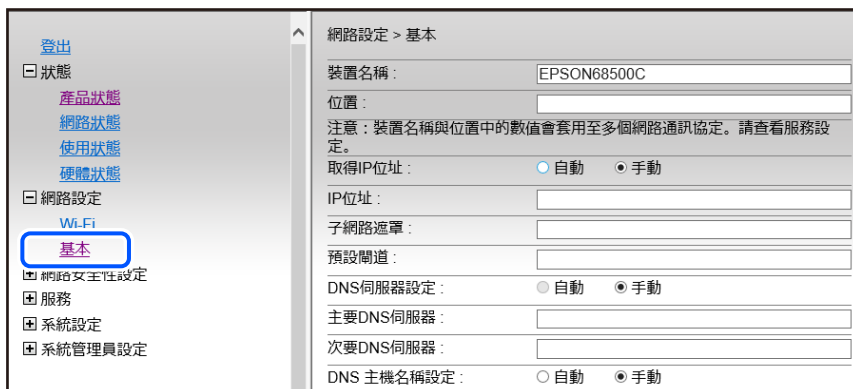 登出
狀態
產品狀態
網路狀態
使用狀態
硬體狀態
網路設定
Wi-Fi
基本
網路安全性設定
服務
系統設定
系統管理員設定
網路設定 > 基本
裝置名稱 : EPSON68500C
位置 :
注意：裝置名稱與位置中的數值會套用至多個網路通訊協定。請查看服務設
定。
取得IP位址 : 自動 手動
IP位址 :
子網路遮罩 :
預設閘道 :
DNS伺服器設定 : 自動 手動
主要DNS伺服器 :
次要DNS伺服器 :
DNS 主機名稱設定 : 自動 手動